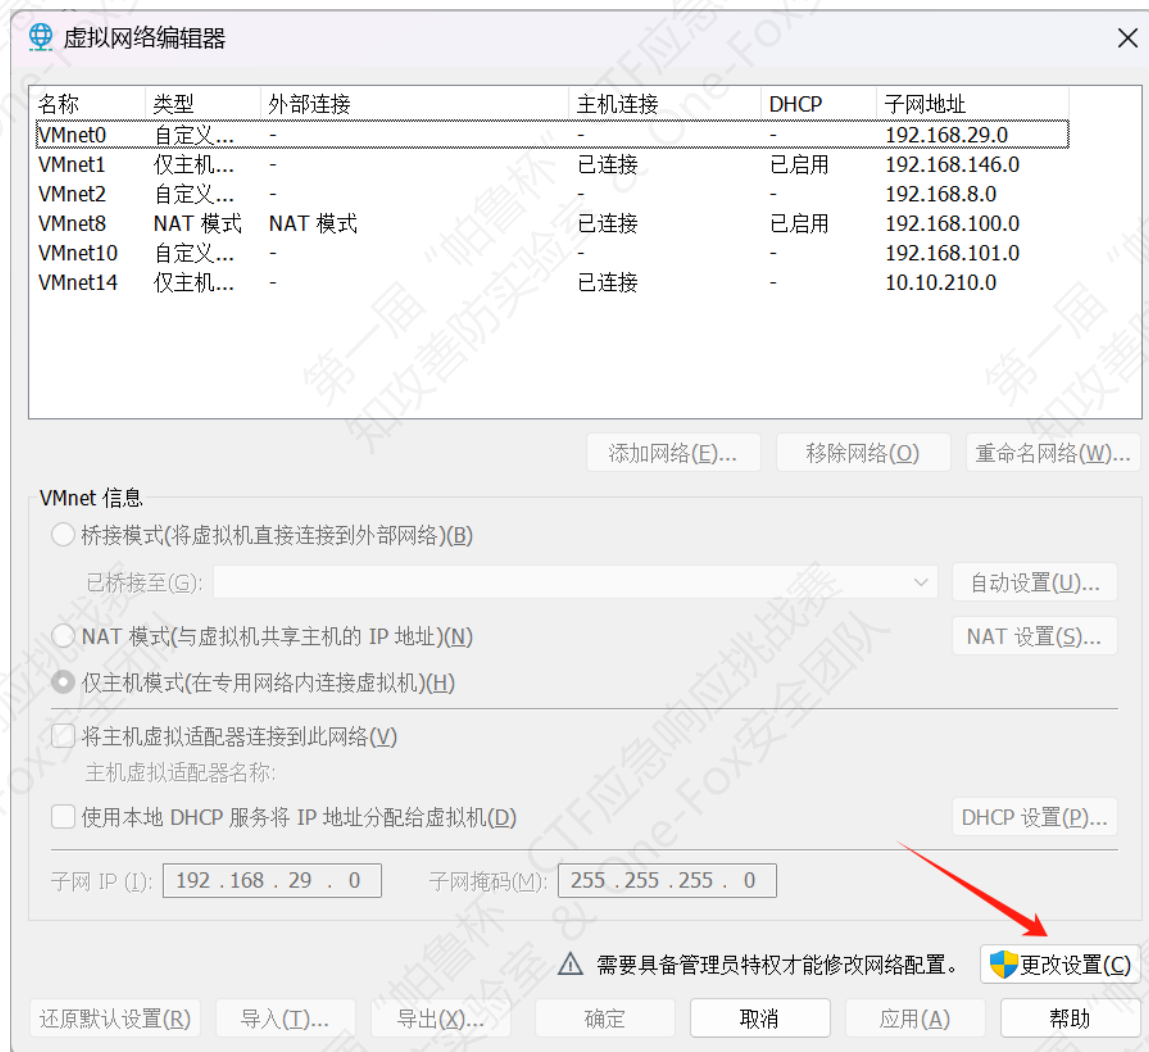 虚拟网络编辑器
名称 类型 外部连接 主机连接 DHCP 子网地址
VMnet0 自定义... - - - 192.168.29.0
VMnet1 仅主机... - 已连接 已启用 192.168.146.0
VMnet2 自定义... - - - 192.168.8.0
VMnet8 NAT 模式 NAT 模式 已连接 已启用 192.168.100.0
VMnet10 自定义... - - - 192.168.101.0
VMnet14 仅主机... - 已连接 - 10.10.210.0
添加网络(E)... 移除网络(O) 重命名网络(W)...
VMnet 信息
桥接模式(将虚拟机直接连接到外部网络)(B)
已桥接至(G): 自动设置(U)...
NAT 模式(与虚拟机共享主机的 IP 地址)(N) NAT 设置(S)...
仅主机模式(在专用网络内连接虚拟机)(H)
将主机虚拟适配器连接到此网络(V)
主机虚拟适配器名称:
使用本地 DHCP 服务将 IP 地址分配给虚拟机(D) DHCP 设置(P)...
子网 IP (I): 192 . 168 . 29 . 0 子网掩码(M): 255 . 255 . 255 . 0
需要具备管理员特权才能修改网络配置。 更改设置(C)
还原默认设置(R) 导入(T)... 导出(X)... 确定 取消 应用(A) 帮助
第一届 "帕鲁杯" CTF应急响应挑战赛
知攻善防实验室 & One-Fox安全团队